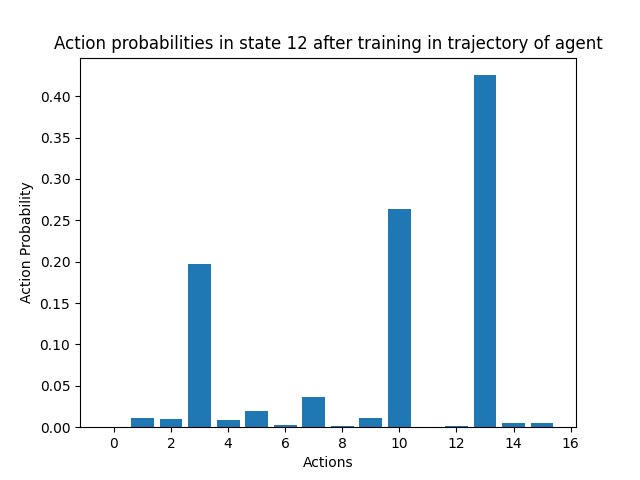 Action probabilities in state 12 after training in trajectory of agent
0.40
0.35
0.30
0.25
0.20
0.15
0.10
0.05
0.00
Action Probability
0 2 4 6 8 10 12 14 16
Actions